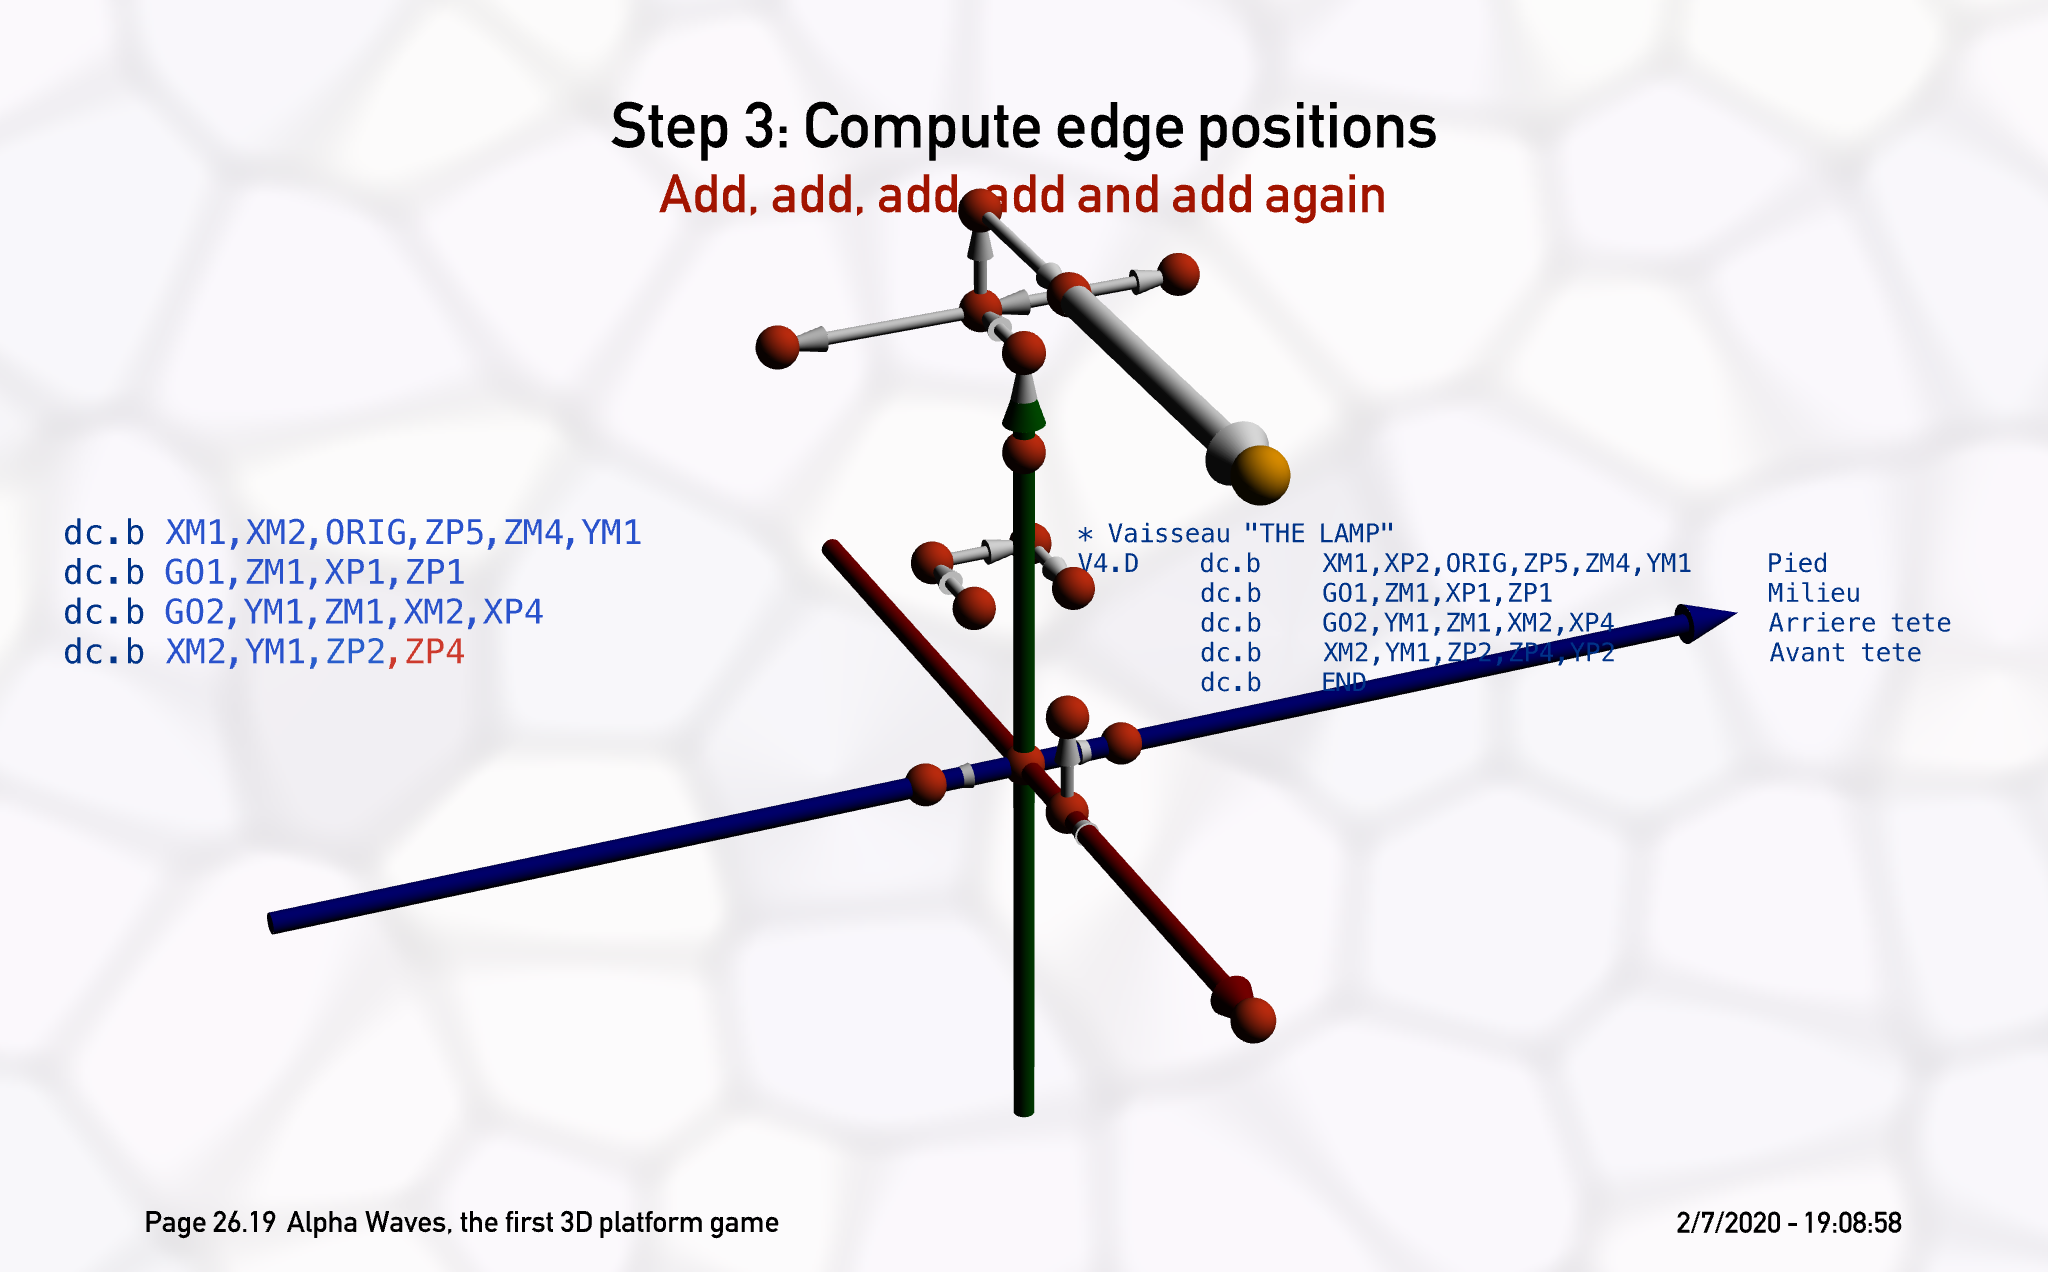 Step 3: Compute edge positions
Add, add, add, add and add again
dc.b XM1,XM2,ORIG,ZP5,ZM4,YM1
dc.b GO1,ZM1,XP1,ZP1
dc.b GO2,YM1,ZM1,XM2,XP4
dc.b XM2,YM1,ZP2,ZP4
* Vaisseau "THE LAMP"
V4.D dc.b XM1,XP2,ORIG,ZP5,ZM4,YM1 Pied
dc.b GO1,ZM1,XP1,ZP1 Milieu
dc.b GO2,YM1,ZM1,XM2,XP4 Arriere tete
dc.b XM2,YM1,ZP2,ZP4,YP2 Avant tete
dc.b END
Page 26.19 Alpha Waves, the first 3D platform game
2/7/2020 - 19:08:58